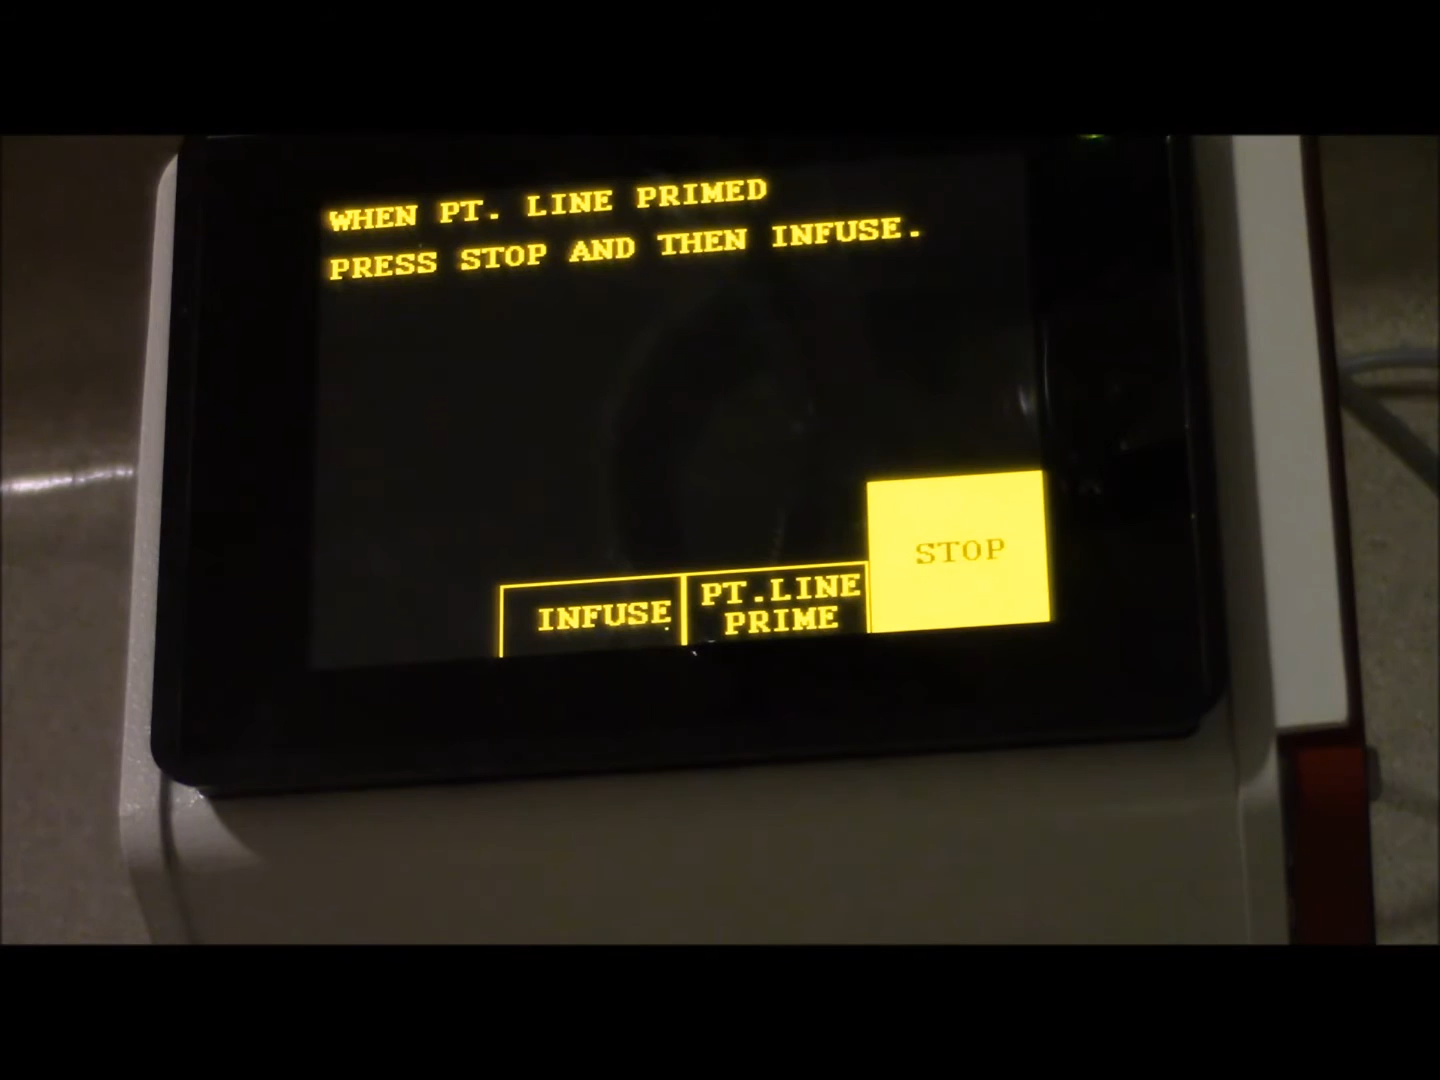 WHEN PT. LINE PRIMED
PRESS STOP AND THEN INFUSE.
STOP
INFUSE
PT.LINE
PRIME